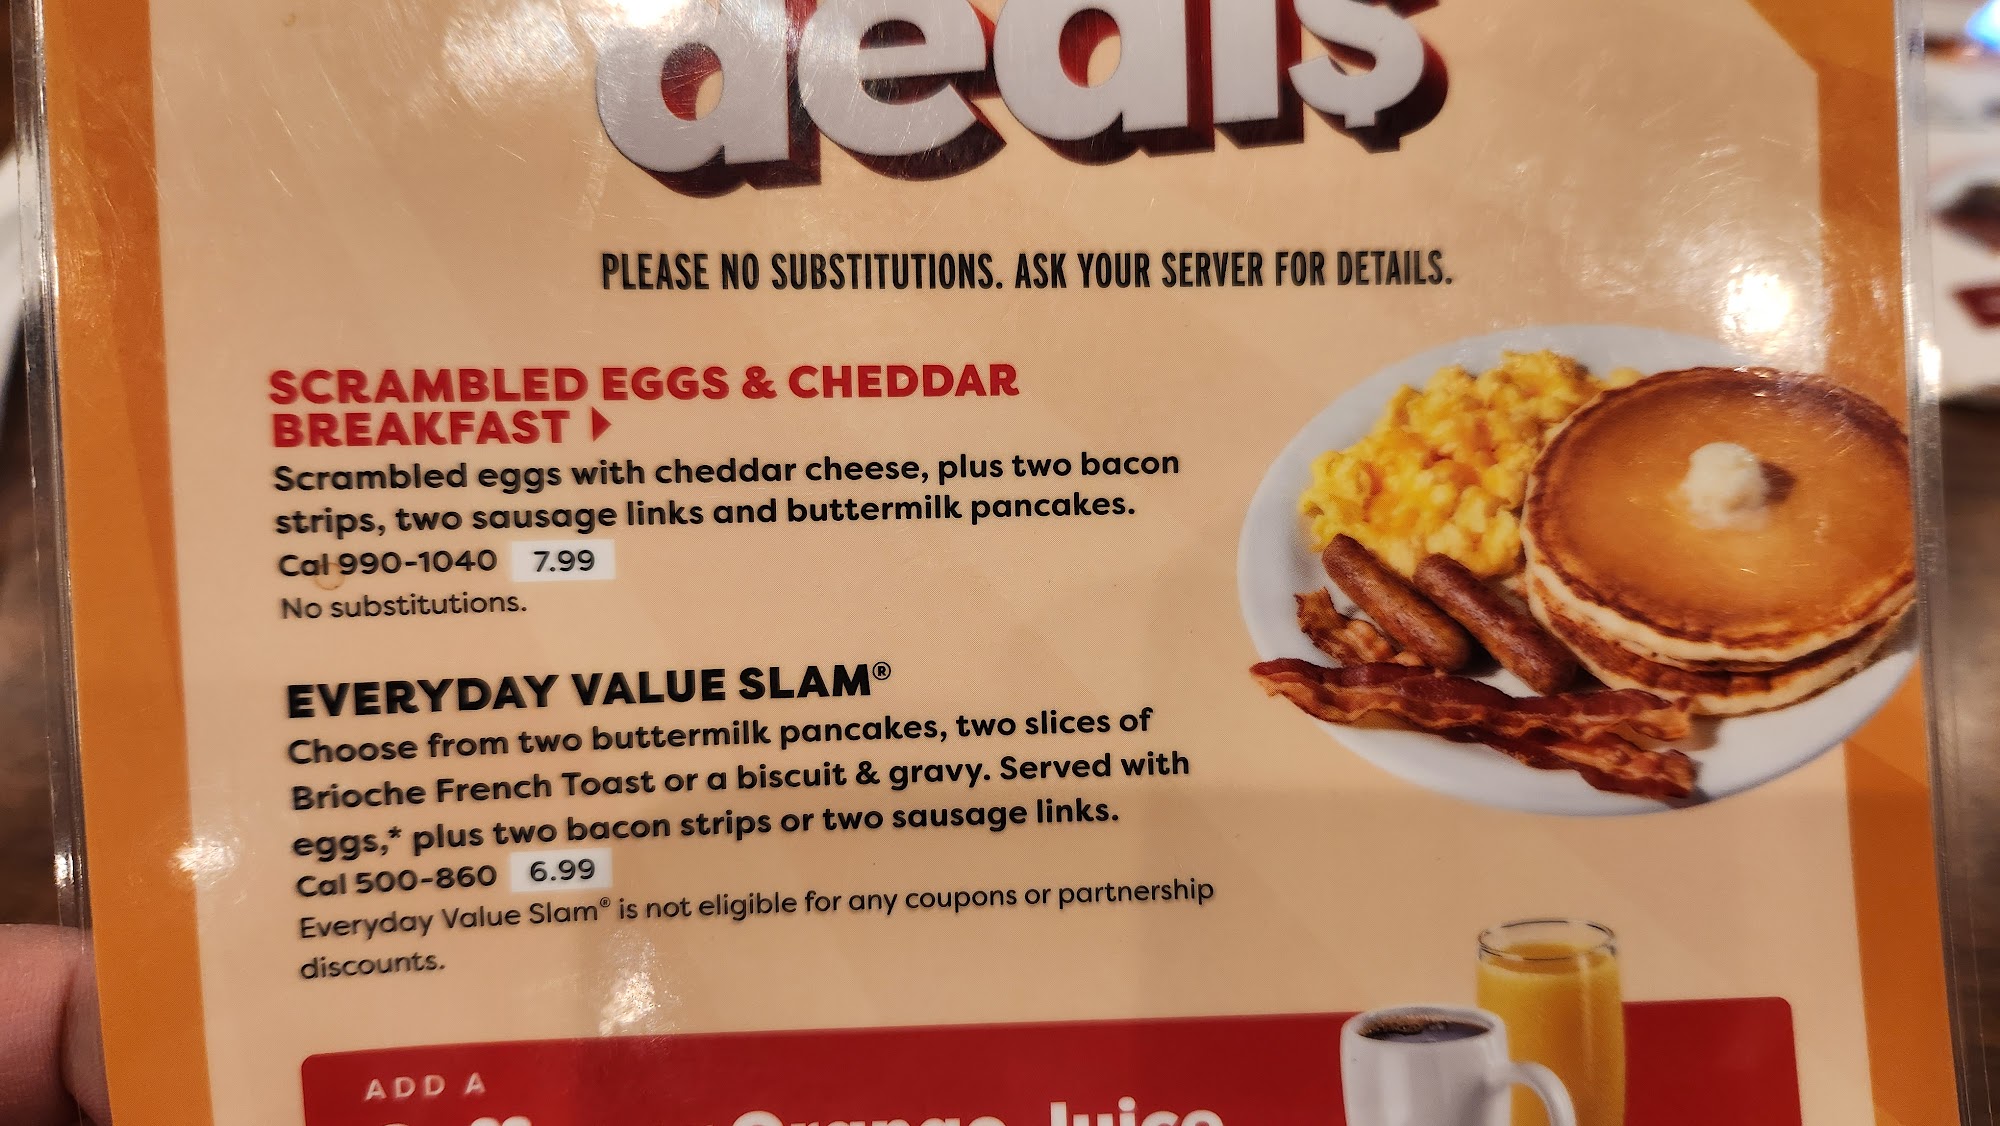 deal$
PLEASE NO SUBSTITUTIONS. ASK YOUR SERVER FOR DETAILS.
SCRAMBLED EGGS & CHEDDAR
BREAKFAST ▶
Scrambled eggs with cheddar cheese, plus two bacon
strips, two sausage links and buttermilk pancakes.
Cal 990-1040 7.99
No substitutions.
EVERYDAY VALUE SLAM®
Choose from two buttermilk pancakes, two slices of
Brioche French Toast or a biscuit & gravy. Served with
eggs,* plus two bacon strips or two sausage links.
Cal 500-860 6.99
Everyday Value Slam® is not eligible for any coupons or partnership
discounts.
ADD A
Orange Juice